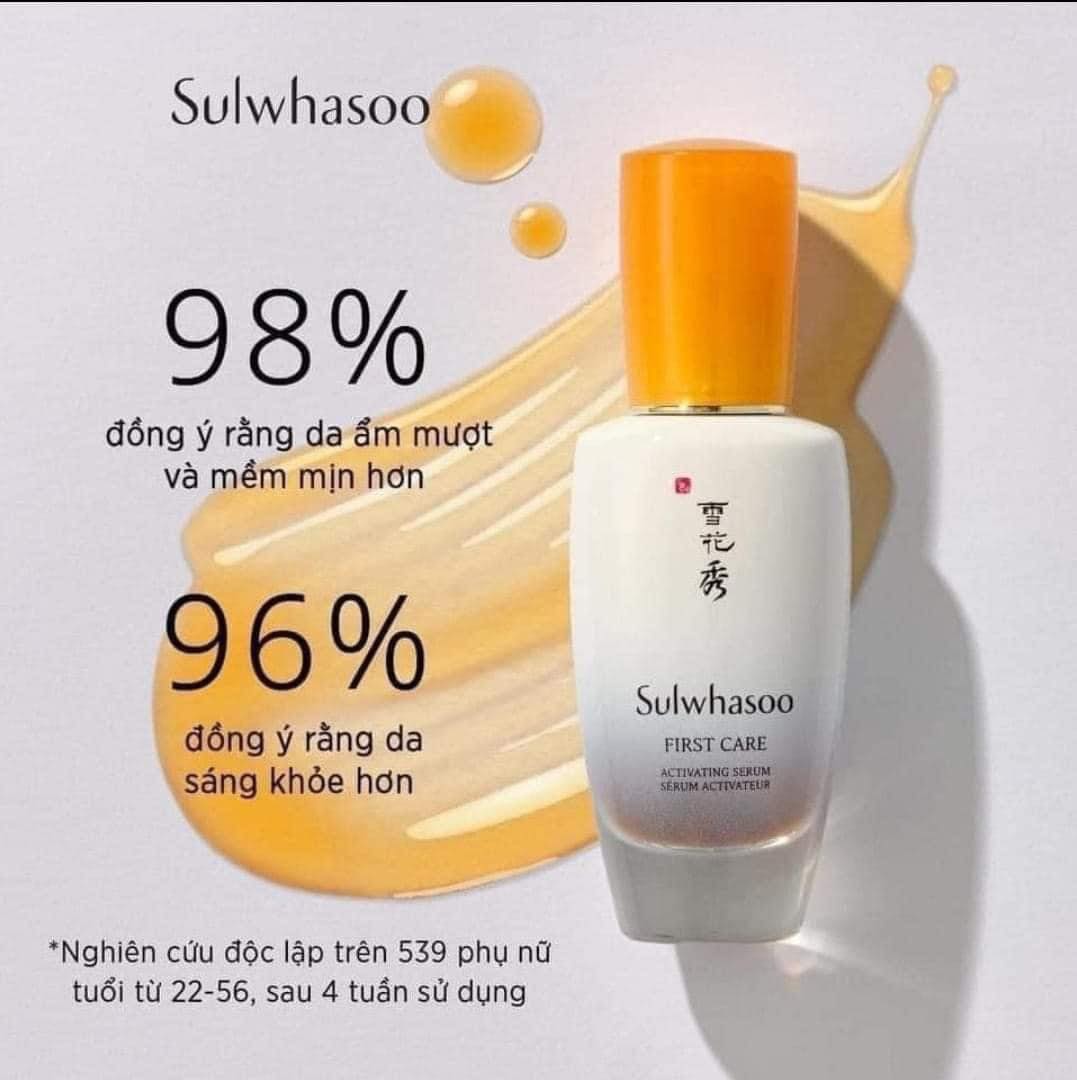 Sulwhasoo
98%
đồng ý rằng da ẩm mượt
và mềm mịn hơn
96%
đồng ý rằng da
sáng khỏe hơn
*Nghiên cứu độc lập trên 539 phụ nữ
tuổi từ 22-56, sau 4 tuần sử dụng
雪
花
秀
Sulwhasoo
FIRST CARE
ACTIVATING SERUM
SÉRUM ACTIVATEUR